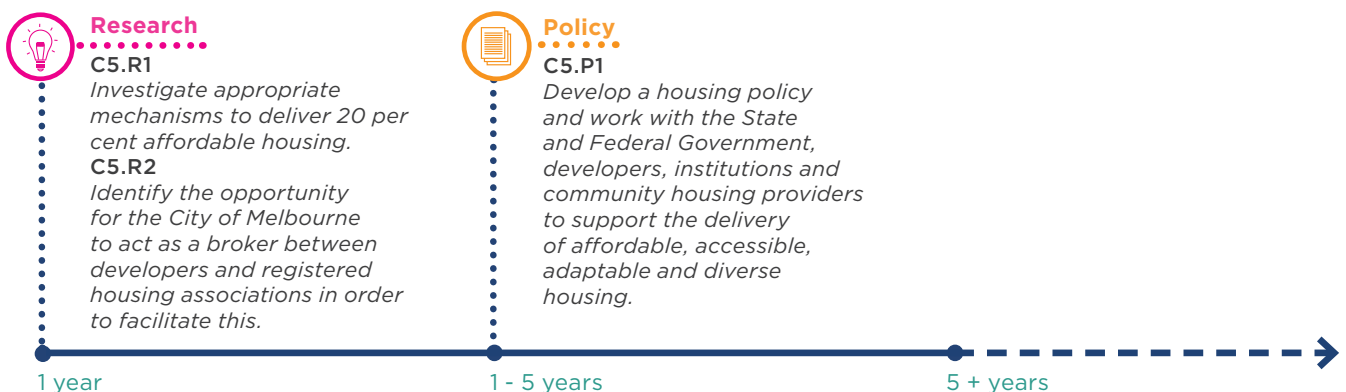 Research
C5.R1
Investigate appropriate
mechanisms to deliver 20 per
cent affordable housing.
C5.R2
Identify the opportunity
for the City of Melbourne
to act as a broker between
developers and registered
housing associations in order
to facilitate this.
Policy
C5.P1
Develop a housing policy
and work with the State
and Federal Government,
developers, institutions and
community housing providers
to support the delivery
of affordable, accessible,
adaptable and diverse
housing.
1 year
1 - 5 years
5 + years